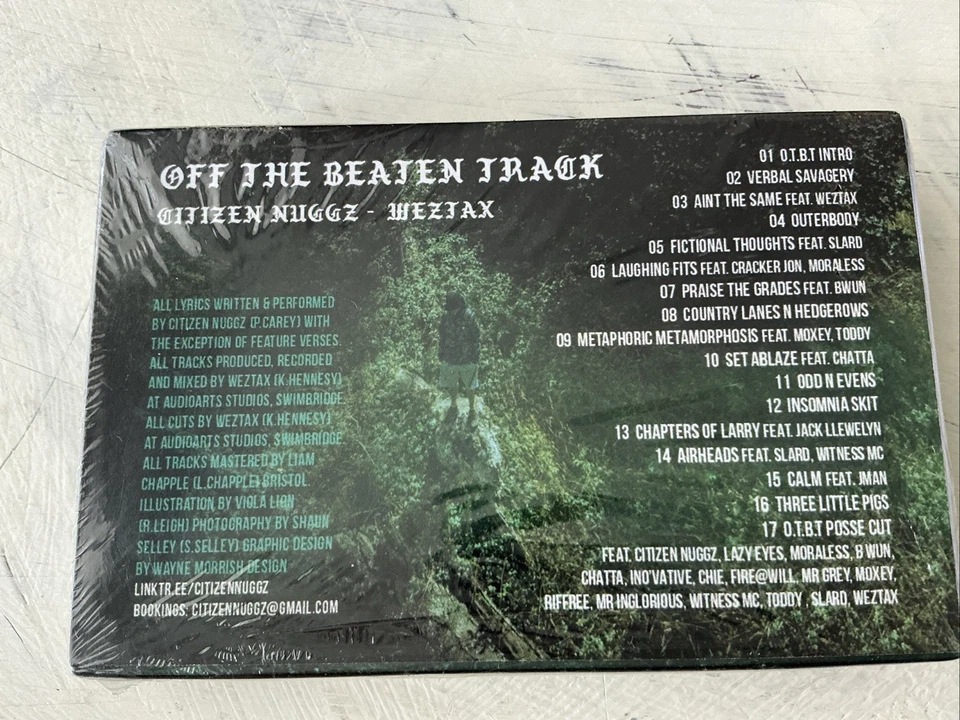 OFF THE BEATEN TRACK
CITIZEN NUGGZ - WEZTAX
ALL LYRICS WRITTEN & PERFORMED
BY CITIZEN NUGGZ (P.CAREY) WITH
THE EXCEPTION OF FEATURE VERSES.
ALL TRACKS PRODUCED, RECORDED
AND MIXED BY WEZTAX (K.HENNESY)
AT AUDIOARTS STUDIOS, SWIMBRIDGE.
ALL CUTS BY WEZTAX (K.HENNESY)
AT AUDIOARTS STUDIOS, SWIMBRIDGE.
ALL TRACKS MASTERED BY LIAM
CHAPPLE (L.CHAPPLE) BRISTOL.
ILLUSTRATION BY VIOLA LION
(R.LEIGH) PHOTOGRAPHY BY SHAUN
SELLEY (S.SELLEY) GRAPHIC DESIGN
BY WAYNE MORRISH DESIGN
LINKTR.EE/CITIZENNUGGZ
BOOKINGS: CITIZENNUGGZ@GMAIL.COM
01 O.T.B.T INTRO
02 VERBAL SAVAGERY
03 AINT THE SAME FEAT. WEZTAX
04 OUTERBODY
05 FICTIONAL THOUGHTS FEAT. SLARD
06 LAUGHING FITS FEAT. CRACKER JON, MORALESS
07 PRAISE THE GRADES FEAT. BWUN
08 COUNTRY LANES N HEDGEROWS
09 METAPHORIC METAMORPHOSIS FEAT. MOXEY, TODDY
10 SET ABLAZE FEAT. CHATTA
11 ODD N EVENS
12 INSOMNIA SKIT
13 CHAPTERS OF LARRY FEAT. JACK LLEWELYN
14 AIRHEADS FEAT. SLARD, WITNESS MC
15 CALM FEAT. JMAN
16 THREE LITTLE PIGS
17 O.T.B.T POSSE CUT
FEAT. CITIZEN NUGGZ, LAZY EYES, MORALESS, B WUN,
CHATTA, INO'VATIVE, CHIE, FIRE@WILL, MR GREY, MOXEY,
RIFFREE, MR INGLORIOUS, WITNESS MC, TODDY , SLARD, WEZTAX